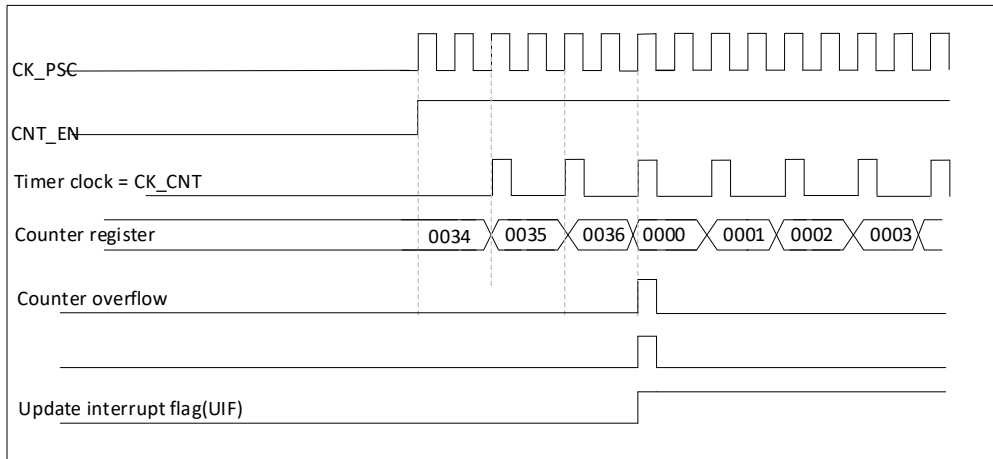 CK_PSC
CNT_EN
Timer clock = CK_CNT
Counter register
0034 0035 0036 0000 0001 0002 0003
Counter overflow
Update interrupt flag(UIF)